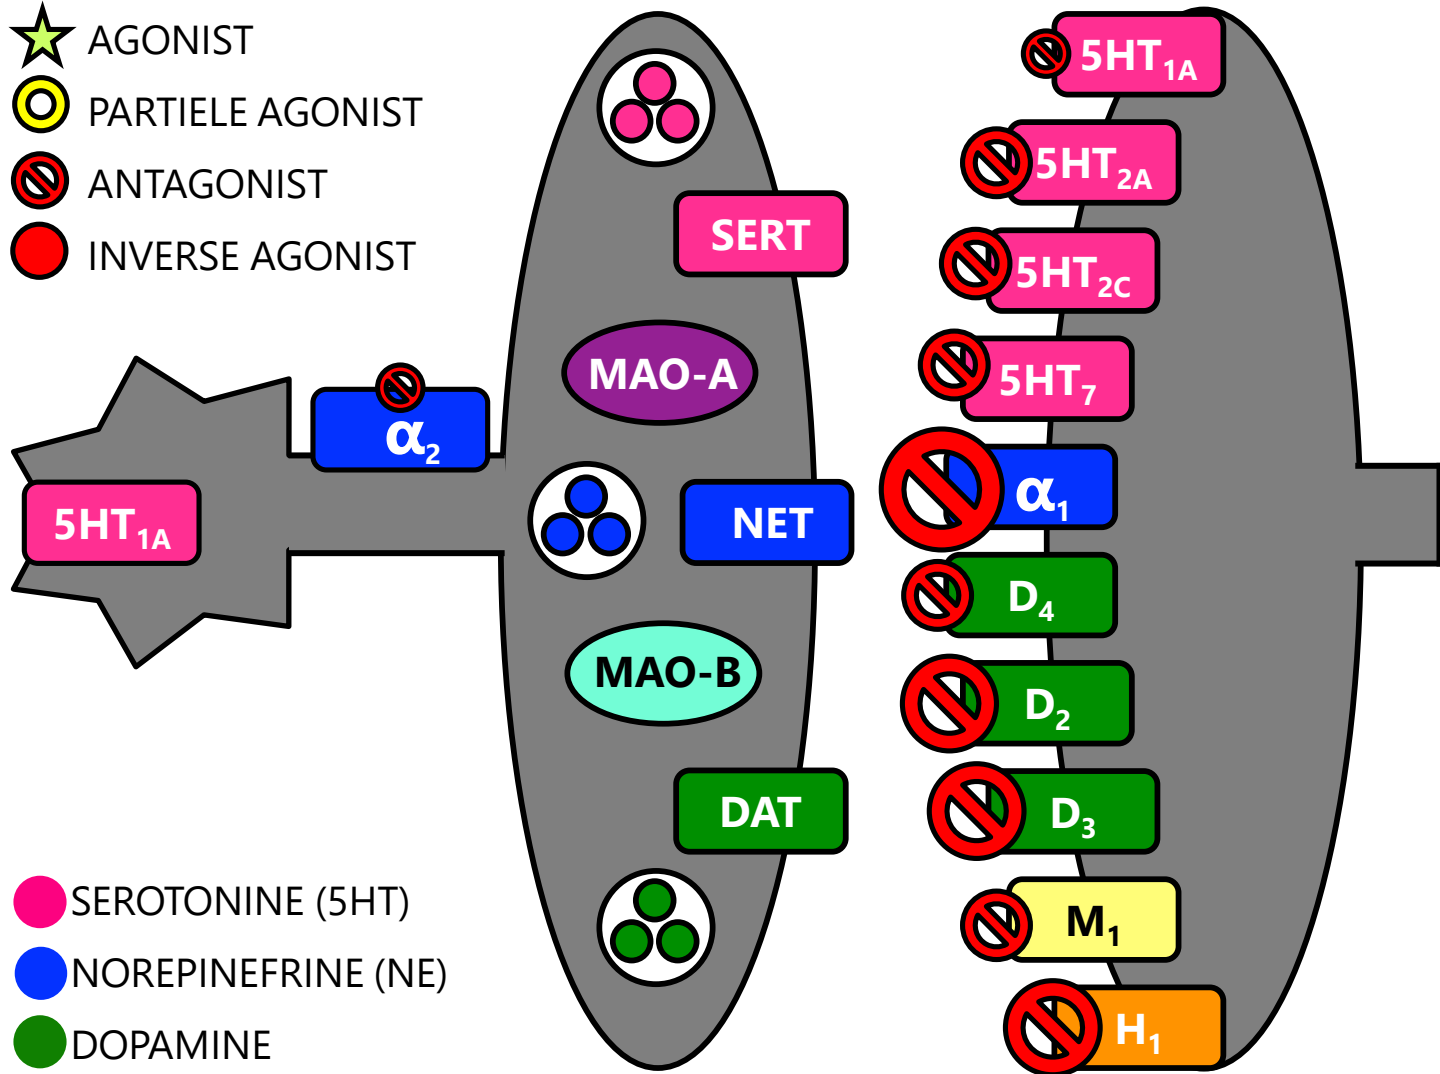 AGONIST
PARTIELE AGONIST
ANTAGONIST
INVERSE AGONIST
5HT1A
α2
SERT
MAO-A
NET
MAO-B
DAT
5HT1A
5HT2A
5HT2C
5HT7
α1
D4
D2
D3
M1
H1
SEROTONINE (5HT)
NOREPINEFRINE (NE)
DOPAMINE